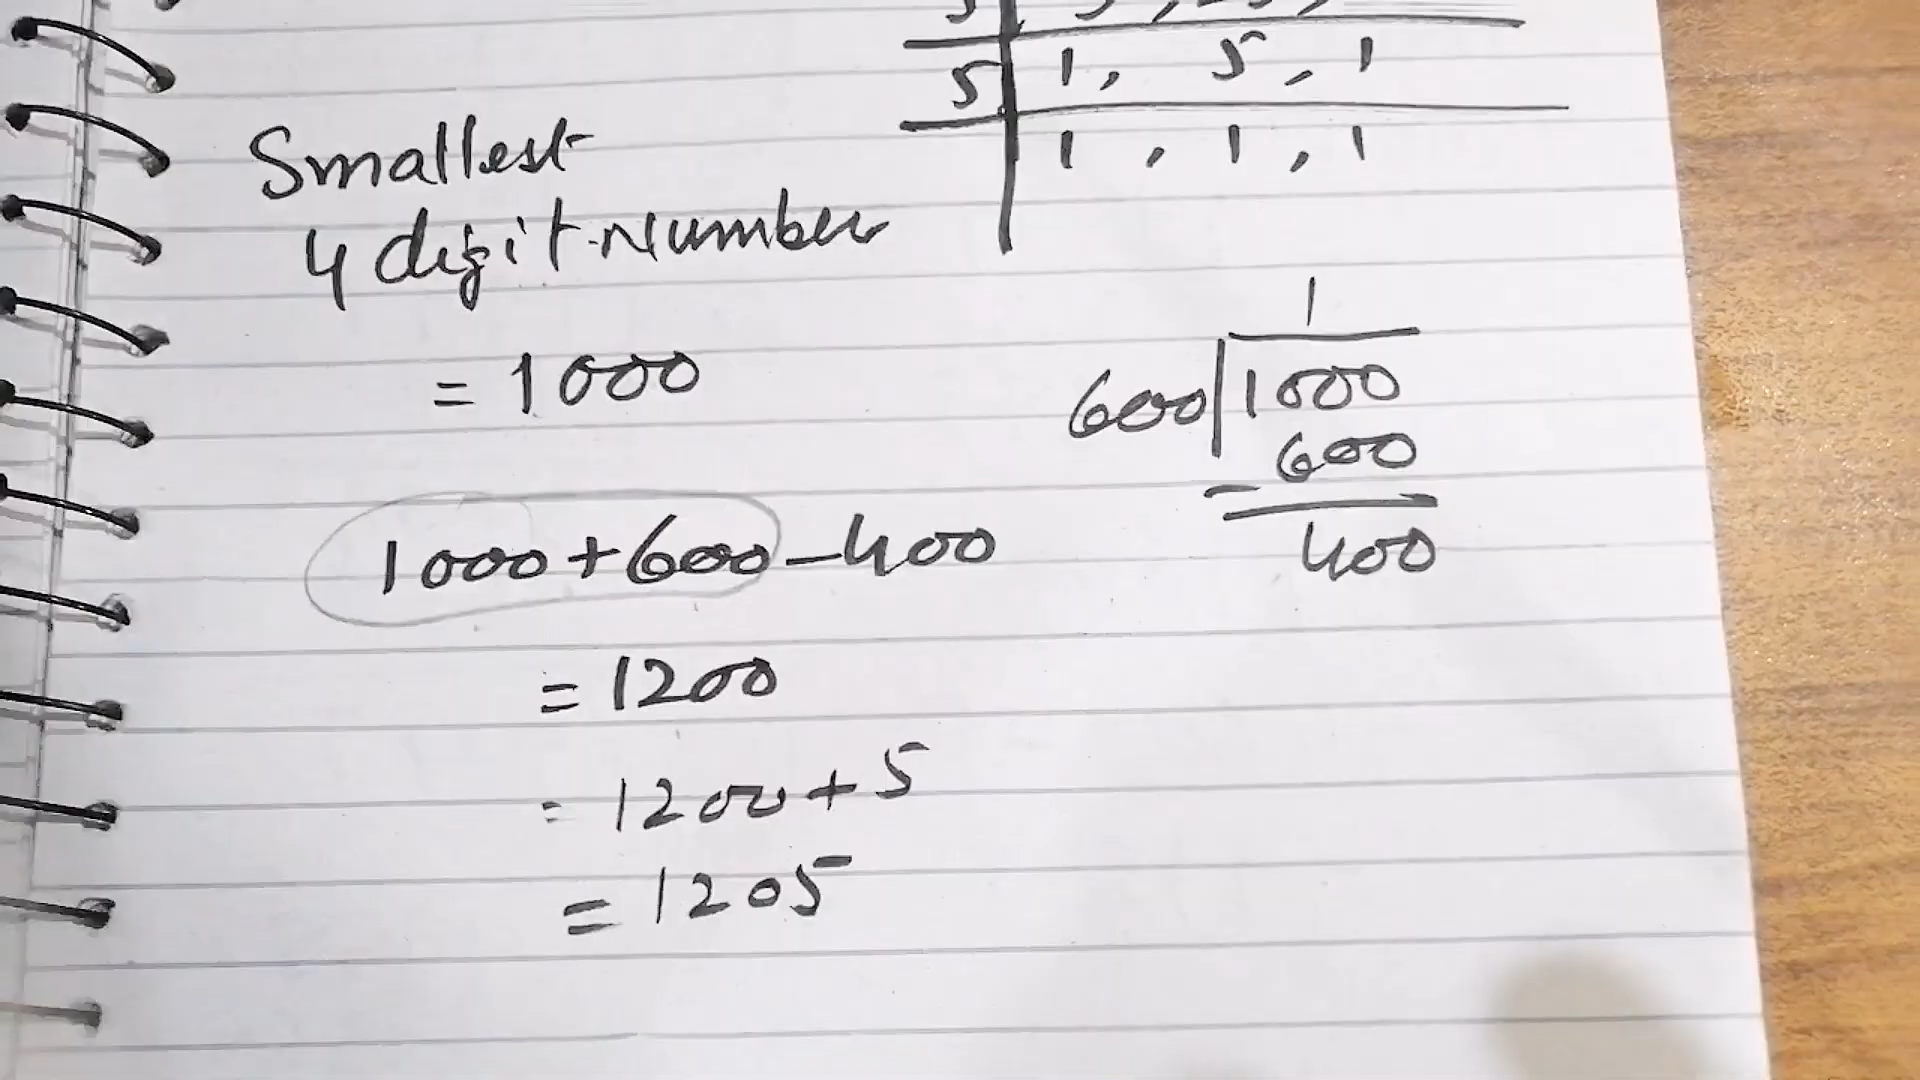 5 | 1, 5, 1
1, 1, 1
Smallest
4 digit Number
= 1000
1
600 | 1000
- 600
400
1000 + 600 - 400
= 1200
= 1200 + 5
= 1205